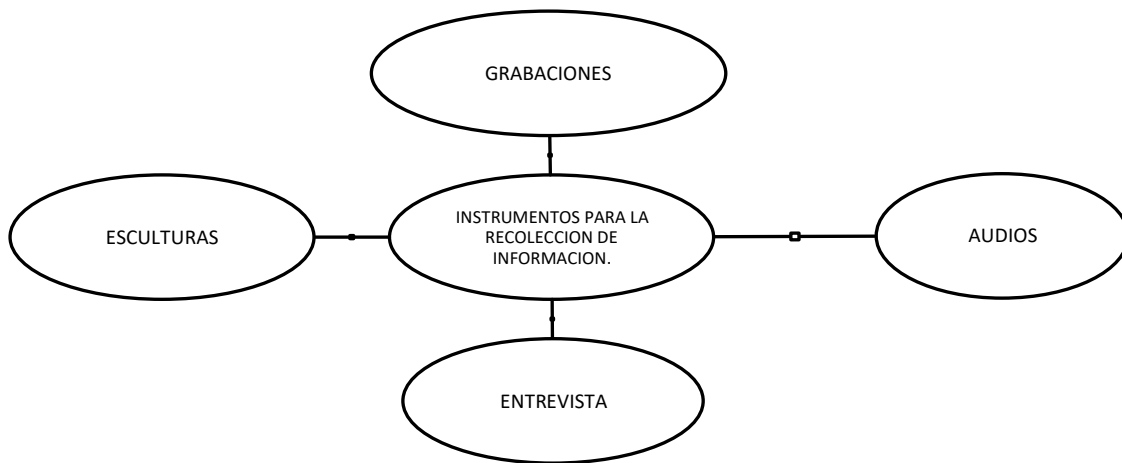 GRABACIONES
ESCULTURAS
INSTRUMENTOS PARA LA
RECOLECCION DE
INFORMACION.
AUDIOS
ENTREVISTA